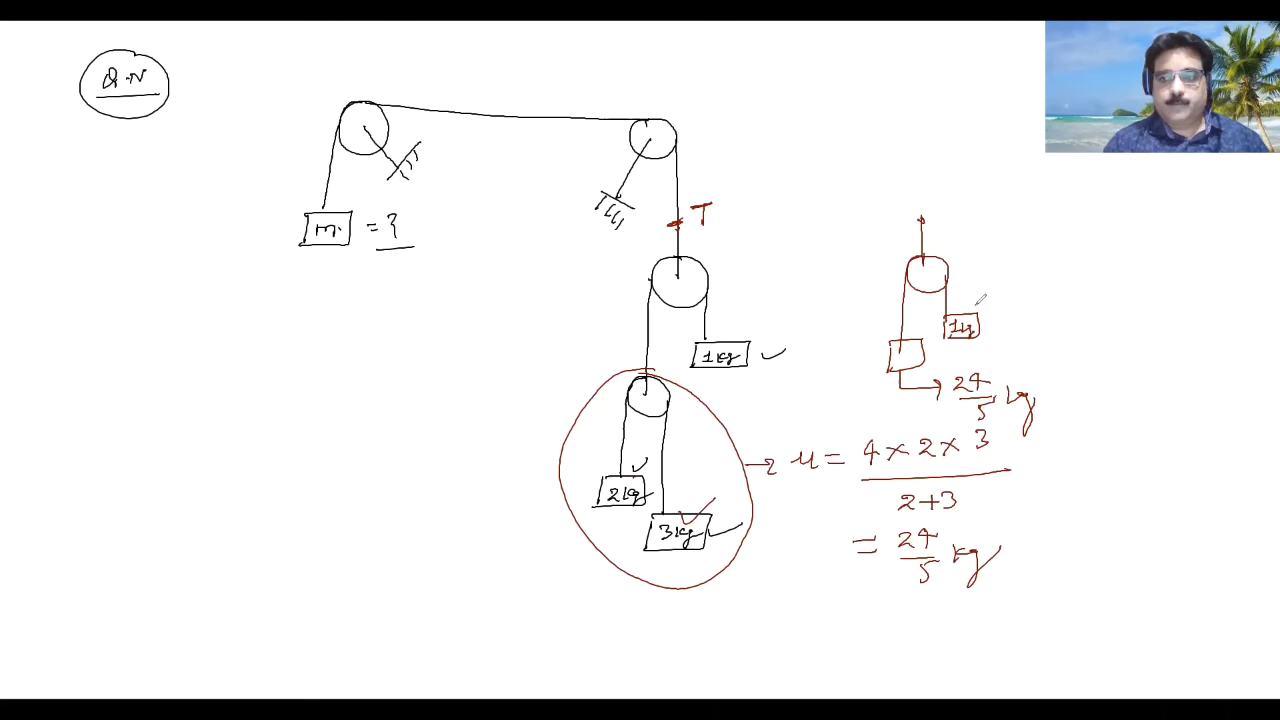 Q.N
m = ?
T
1kg
1kg
24/5 kg
2kg
3kg
→ μ = 4 × 2 × 3 / 2+3
= 24/5 kg